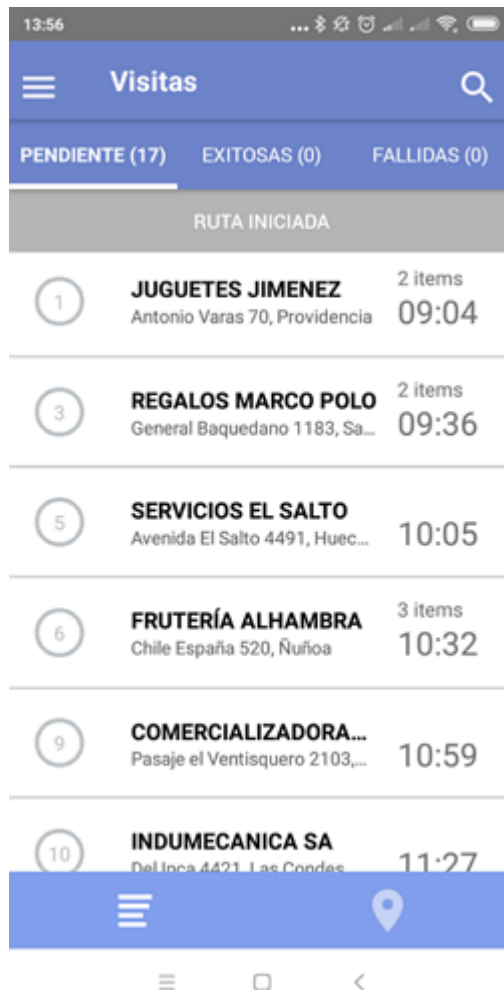 13:56
Visitas
PENDIENTE (17) EXITOSAS (0) FALLIDAS (0)
RUTA INICIADA
1 JUGUETES JIMENEZ 2 items
Antonio Varas 70, Providencia 09:04
3 REGALOS MARCO POLO 2 items
General Baquedano 1183, Sa... 09:36
5 SERVICIOS EL SALTO
Avenida El Salto 4491, Huec... 10:05
6 FRUTERÍA ALHAMBRA 3 items
Chile España 520, Ñuñoa 10:32
9 COMERCIALIZADORA...
Pasaje el Ventisquero 2103,... 10:59
10 INDUMECANICA SA
Del Inca 4421, Las Condes 11:27